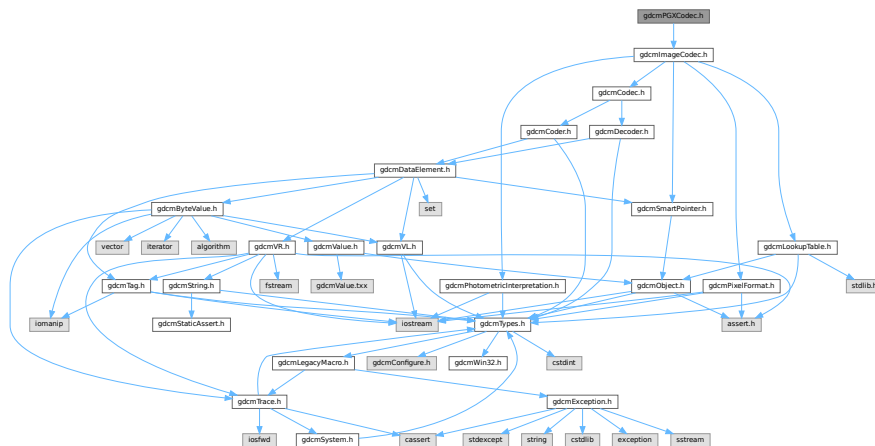 gdcmPGXCodec.h
gdcmImageCodec.h
gdcmCodec.h
gdcmCoder.h
gdcmDecoder.h
gdcmDataElement.h
gdcmByteValue.h
set
gdcmSmartPointer.h
vector
iterator
algorithm
gdcmVR.h
gdcmValue.h
gdcmVL.h
gdcmLookupTable.h
gdcmTag.h
gdcmString.h
fstream
gdcmValue.txx
gdcmPhotometricInterpretation.h
gdcmObject.h
gdcmPixelFormat.h
stdlib.h
iomanip
gdcmStaticAssert.h
iostream
gdcmTypes.h
assert.h
gdcmLegacyMacro.h
gdcmConfigure.h
gdcmWin32.h
cstdint
gdcmTrace.h
gdcmException.h
iosfwd
gdcmSystem.h
cassert
stdexcept
string
cstdlib
exception
sstream